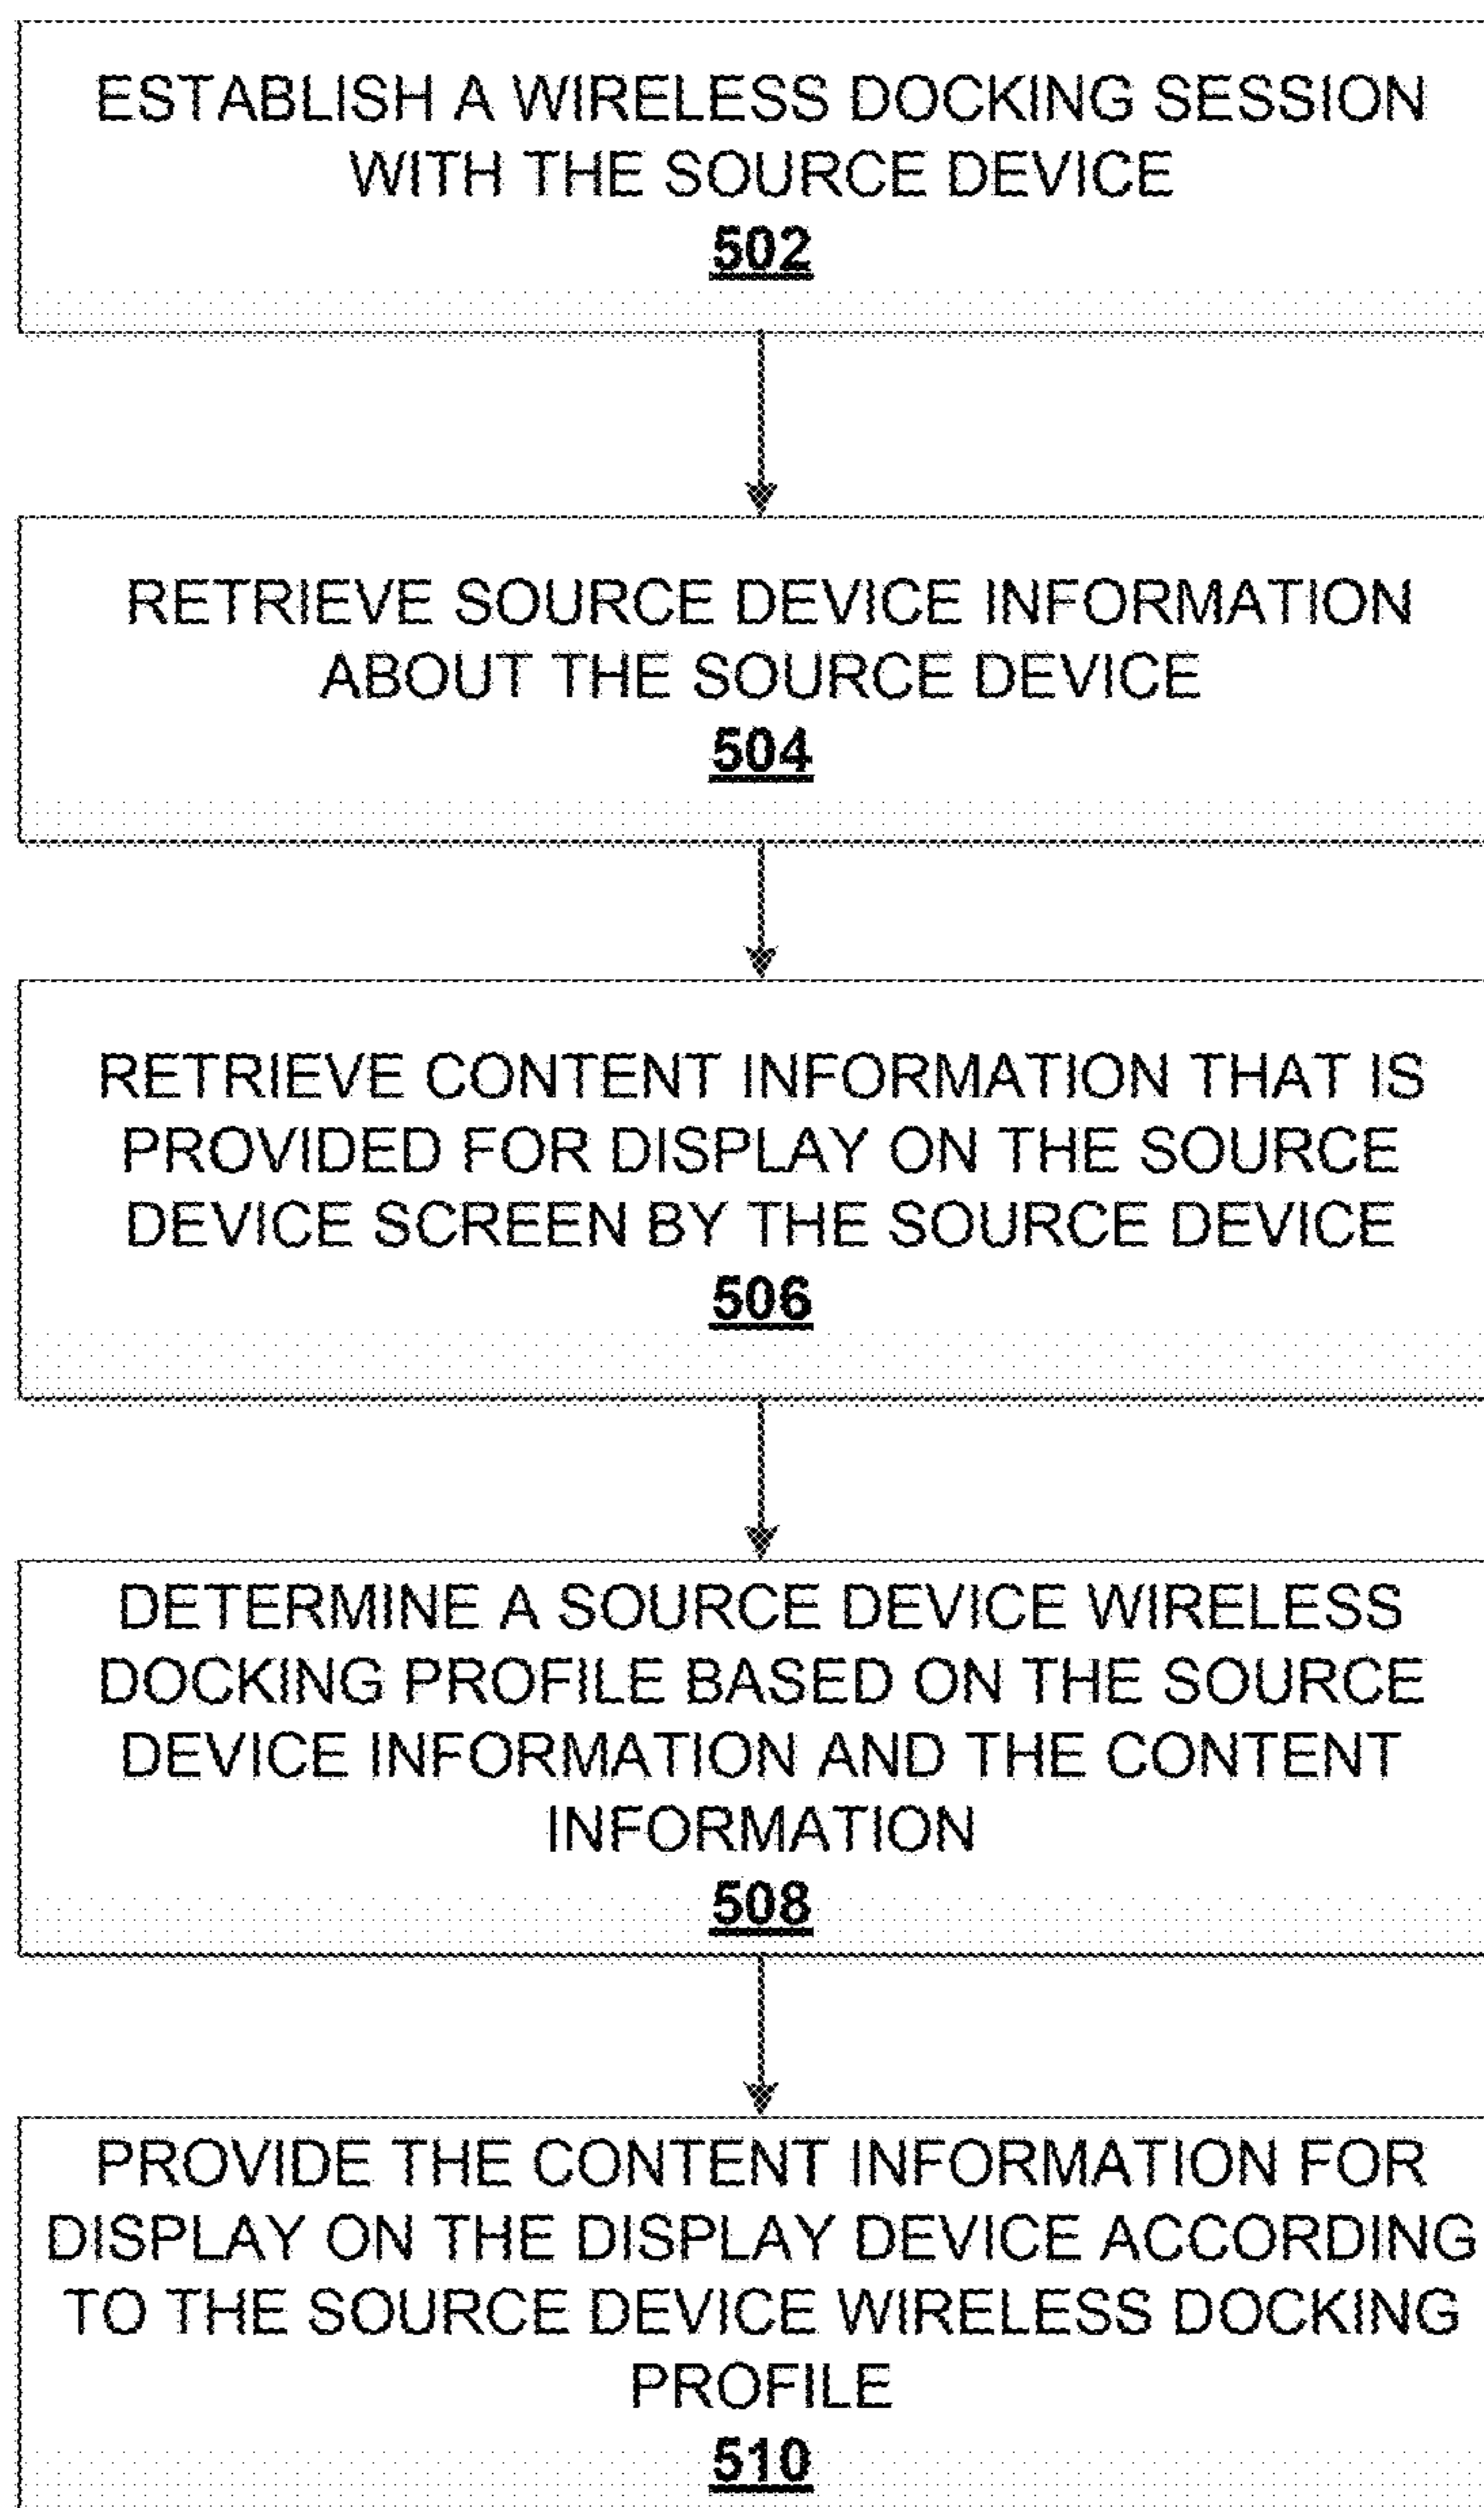 ESTABLISH A WIRELESS DOCKING SESSION
WITH THE SOURCE DEVICE
502
RETRIEVE SOURCE DEVICE INFORMATION
ABOUT THE SOURCE DEVICE
504
RETRIEVE CONTENT INFORMATION THAT IS
PROVIDED FOR DISPLAY ON THE SOURCE
DEVICE SCREEN BY THE SOURCE DEVICE
506
DETERMINE A SOURCE DEVICE WIRELESS
DOCKING PROFILE BASED ON THE SOURCE
DEVICE INFORMATION AND THE CONTENT
INFORMATION
508
PROVIDE THE CONTENT INFORMATION FOR
DISPLAY ON THE DISPLAY DEVICE ACCORDING
TO THE SOURCE DEVICE WIRELESS DOCKING
PROFILE
510